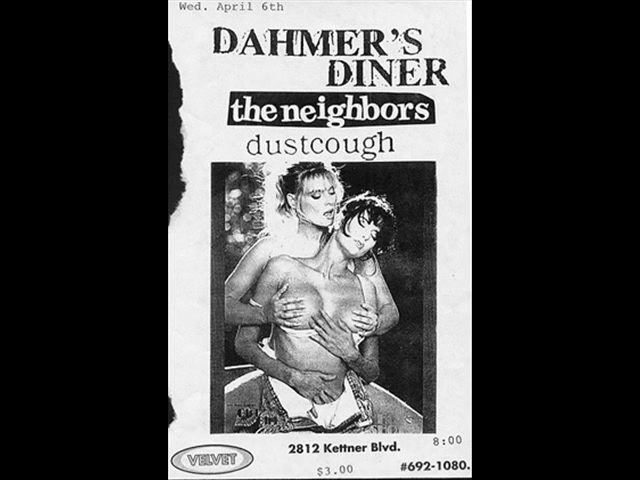 Wed. April 6th
DAHMER'S
DINER
the neighbors
dustcough
2812 Kettner Blvd.
8:00
VELVET
$3.00
#692-1080.